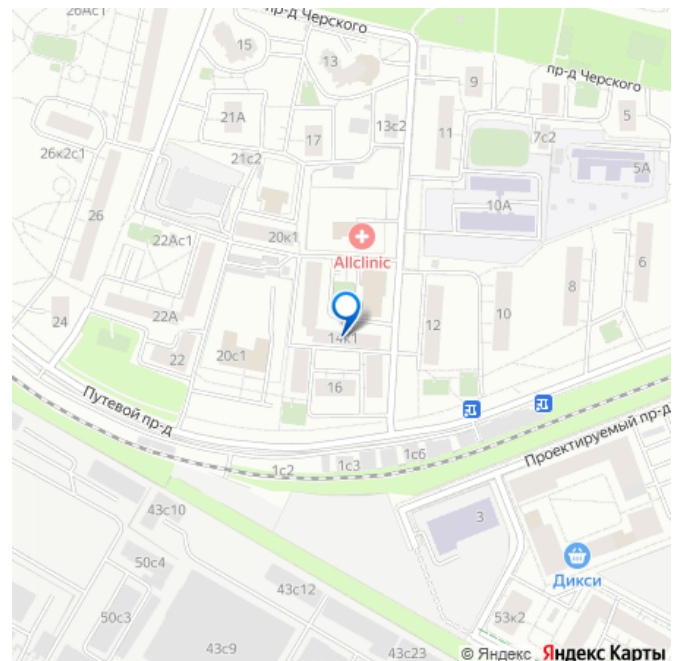 26Ас1
пр-д Черского
15
13
пр-д Черского
9
21А
5
13с2
17
11
7с2
26к2с1
21с2
5А
10А
26
20к1
22Ас1
Allclinic
6
8
22А
10
24
12
14к1
22
20с1
16
Путевой пр-д
Проектируемый пр-д
1с6
1с3
1с2
43с10
3
50с4
Дикси
43с12
50с3
53к2
43с9
43с23
© Яндекс Яндекс Карты